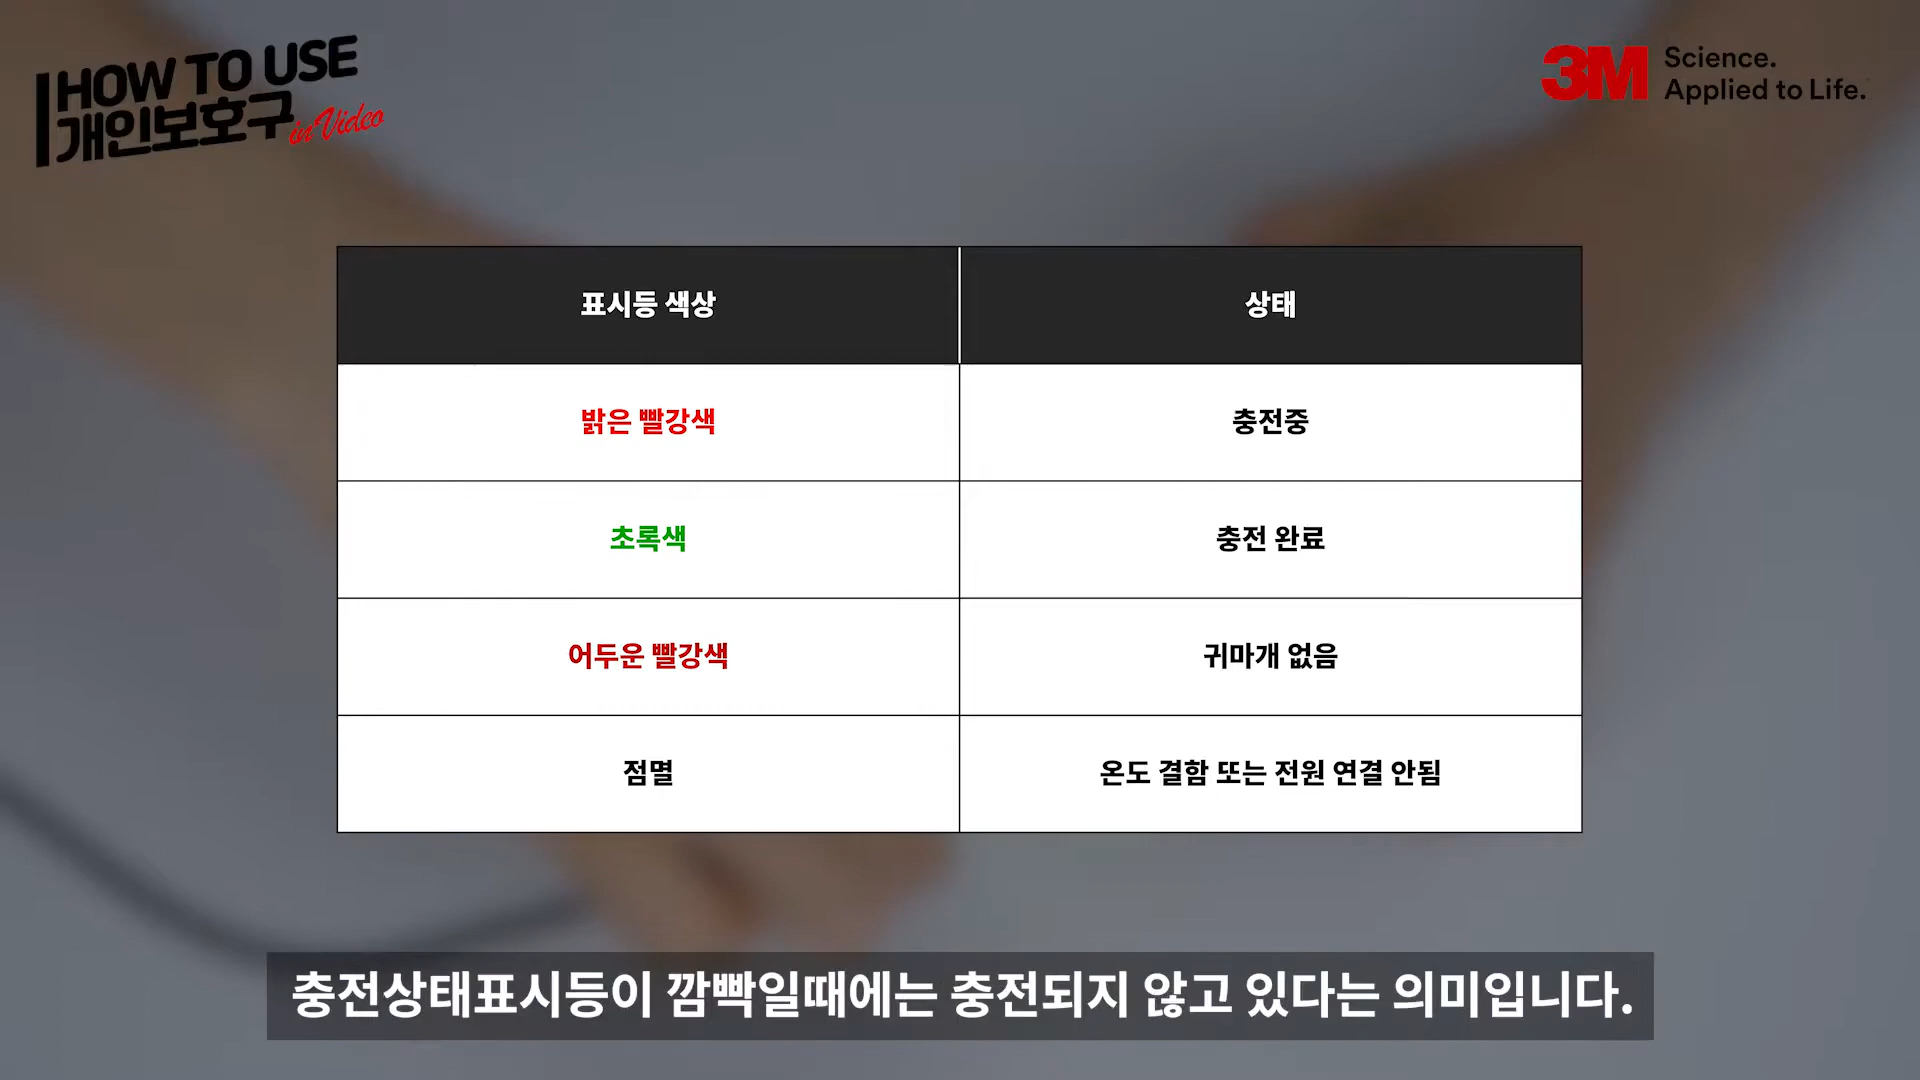 HOW TO USE
개인보호구 in Video
3M Science.
Applied to Life.
표시등 색상 상태
밝은 빨강색 충전중
초록색 충전 완료
어두운 빨강색 귀마개 없음
점멸 온도 결함 또는 전원 연결 안됨
충전상태표시등이 깜빡일때에는 충전되지 않고 있다는 의미입니다.